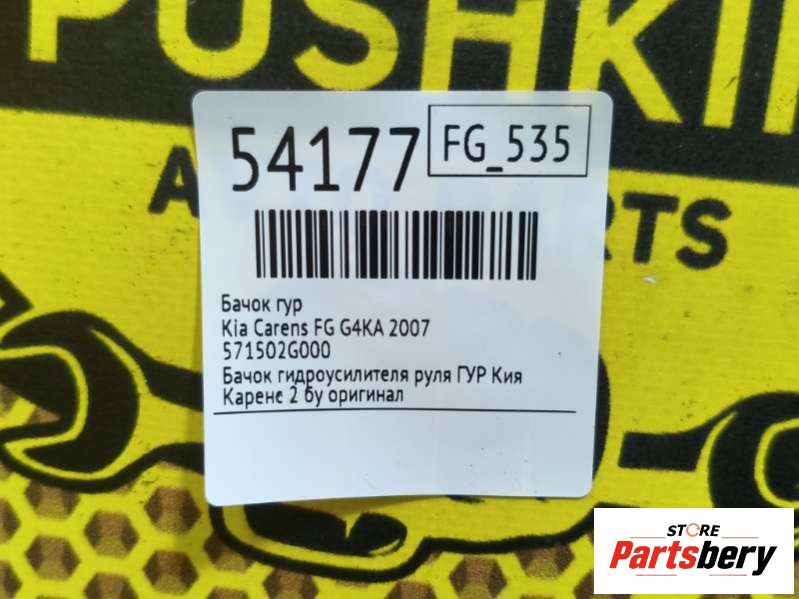 PUSHKI
A RTS
54177
FG_535
Бачок гур
Kia Carens FG G4KA 2007
571502G000
Бачок гидроусилителя руля ГУР Кия
Каренс 2 бу оригинал
STORE
Partsbery